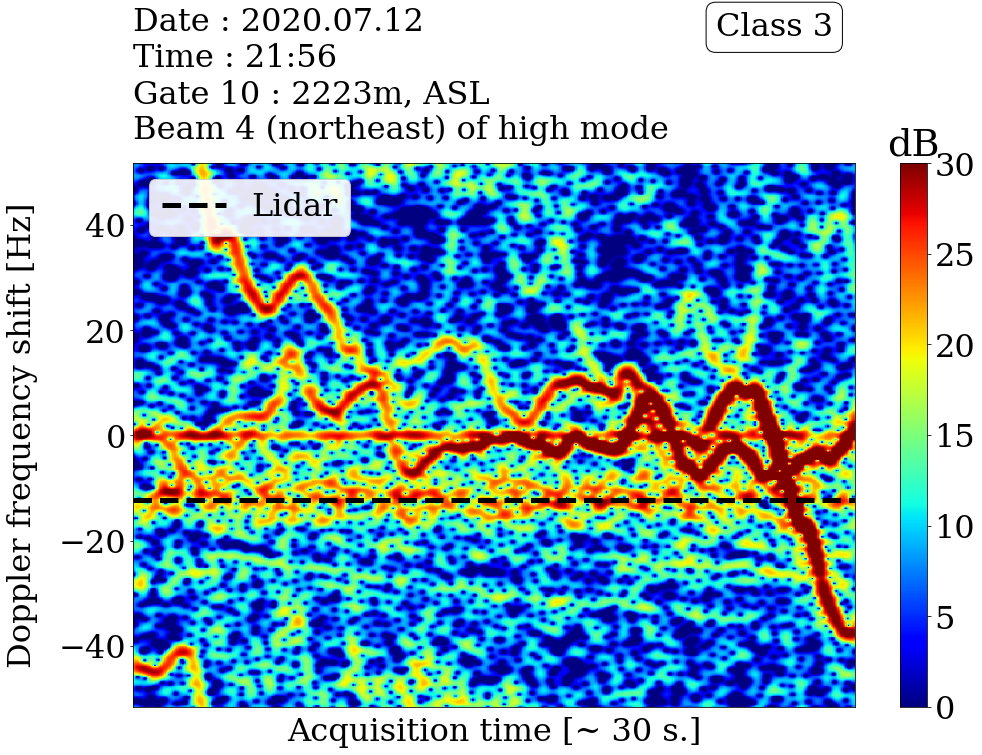 Date : 2020.07.12
Time : 21:56
Gate 10 : 2223m, ASL
Beam 4 (northeast) of high mode
Class 3
dB
Lidar
Doppler frequency shift [Hz]
40
20
0
−20
−40
Acquisition time [~ 30 s.]
30
25
20
15
10
5
0